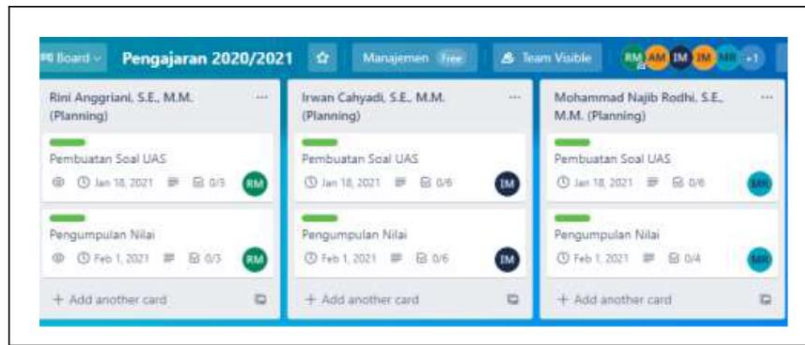 Board
Pengajaran 2020/2021
Manajemen Free
Team Visible
RM AM IM IM MR +1
Rini Anggriani, S.E., M.M.
(Planning)
Pembuatan Soal UAS
Jan 18, 2021 0/5 RM
Pengumpulan Nilai
Feb 1, 2021 0/3 RM
+ Add another card
Irwan Cahyadi, S.E., M.M.
(Planning)
Pembuatan Soal UAS
Jan 18, 2021 0/6 IM
Pengumpulan Nilai
Feb 1, 2021 0/6 IM
+ Add another card
Mohammad Najib Rodhi, S.E.,
M.M. (Planning)
Pembuatan Soal UAS
Jan 18, 2021 0/6 MR
Pengumpulan Nilai
Feb 1, 2021 0/4 MR
+ Add another card